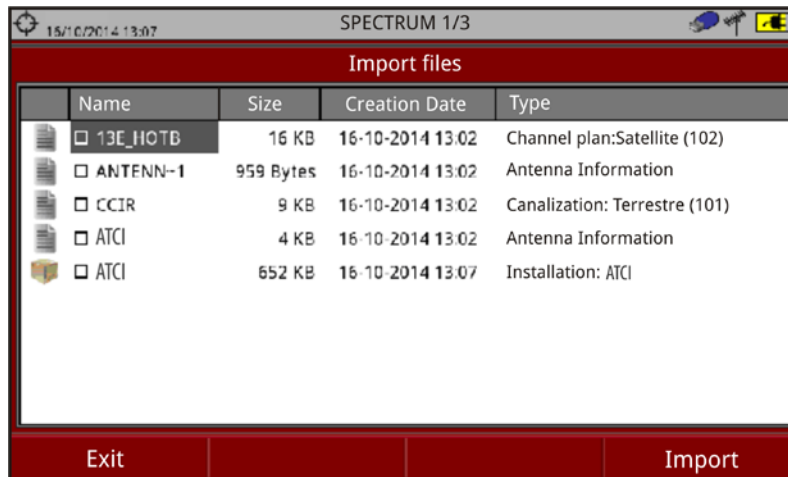 16/10/2014 13:07 SPECTRUM 1/3
Import files
Name Size Creation Date Type
13E_HOTB 16 KB 16-10-2014 13:02 Channel plan:Satellite (102)
ANTENN~1 959 Bytes 16-10-2014 13:02 Antenna Information
CCIR 9 KB 16-10-2014 13:02 Canalization: Terrestre (101)
ATCI 4 KB 16-10-2014 13:02 Antenna Information
ATCI 652 KB 16-10-2014 13:07 Installation: ATCI
Exit Import